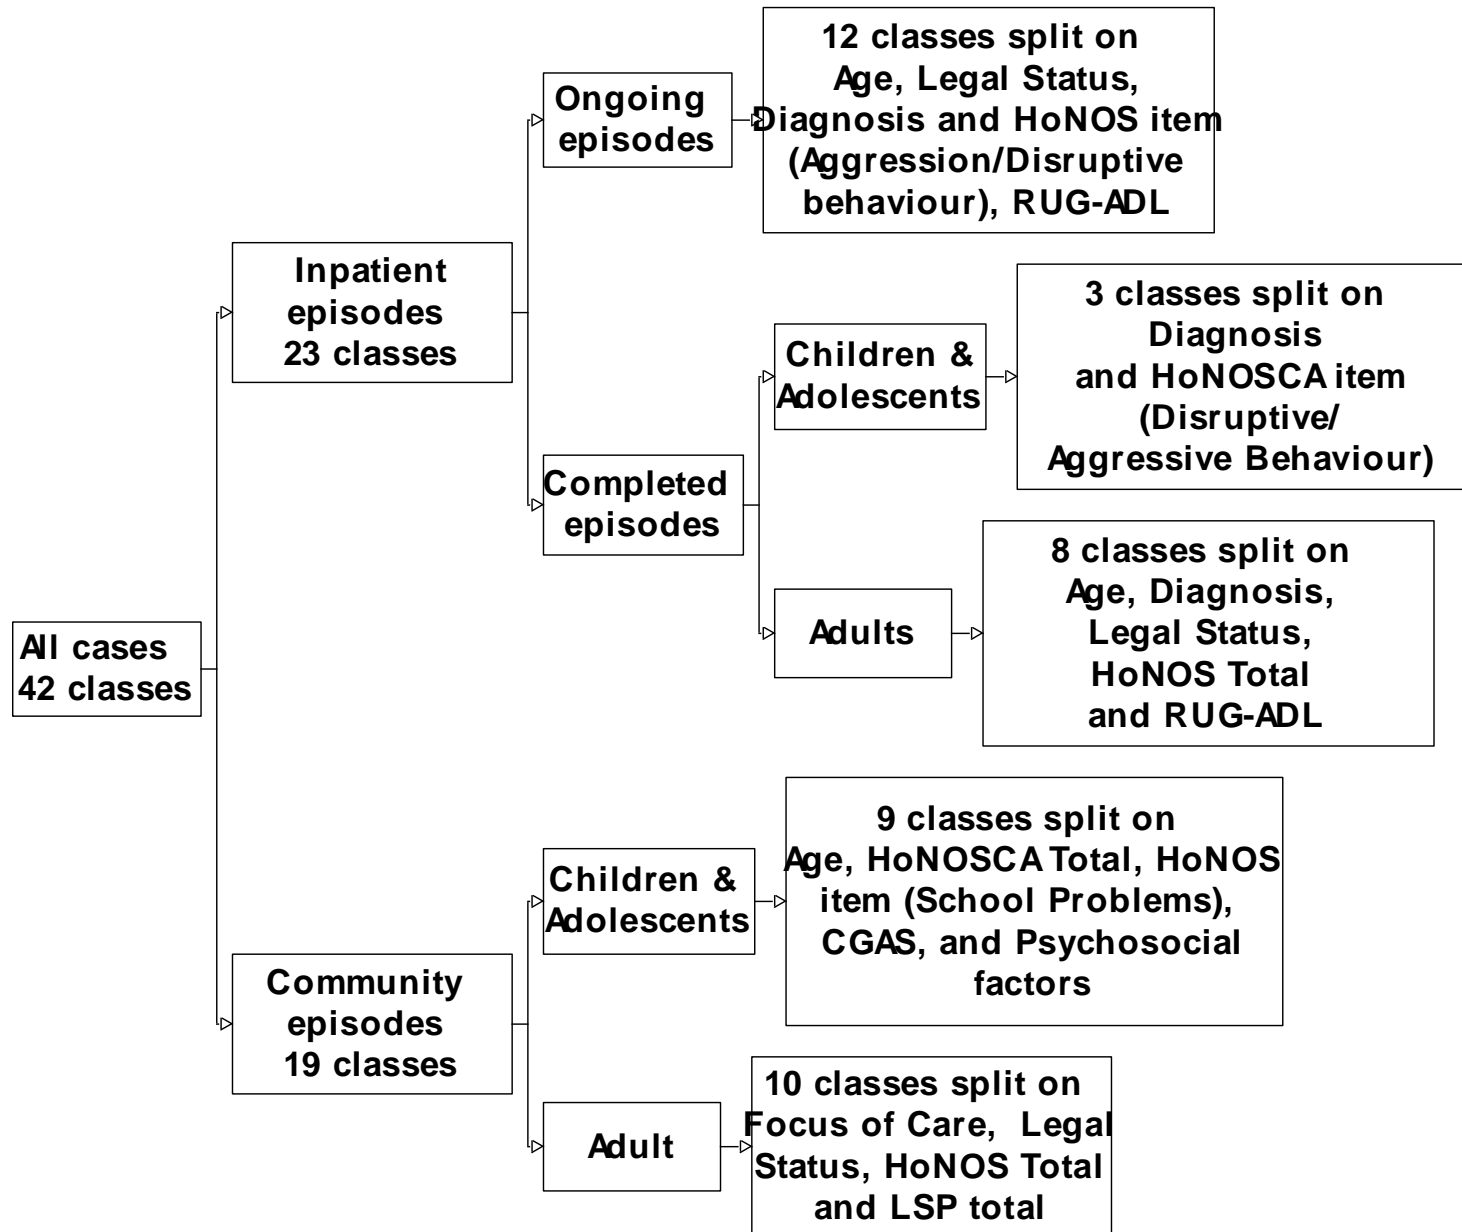 All cases
42 classes
Inpatient
episodes
23 classes
Ongoing
episodes
12 classes split on
Age, Legal Status,
Diagnosis and HoNOS item
(Aggression/Disruptive
behaviour), RUG-ADL
Completed
episodes
Children &
Adolescents
3 classes split on
Diagnosis
and HoNOSCA item
(Disruptive/
Aggressive Behaviour)
Adults
8 classes split on
Age, Diagnosis,
Legal Status,
HoNOS Total
and RUG-ADL
Community
episodes
19 classes
Children &
Adolescents
9 classes split on
Age, HoNOSCA Total, HoNOS
item (School Problems),
CGAS, and Psychosocial
factors
Adult
10 classes split on
Focus of Care, Legal
Status, HoNOS Total
and LSP total